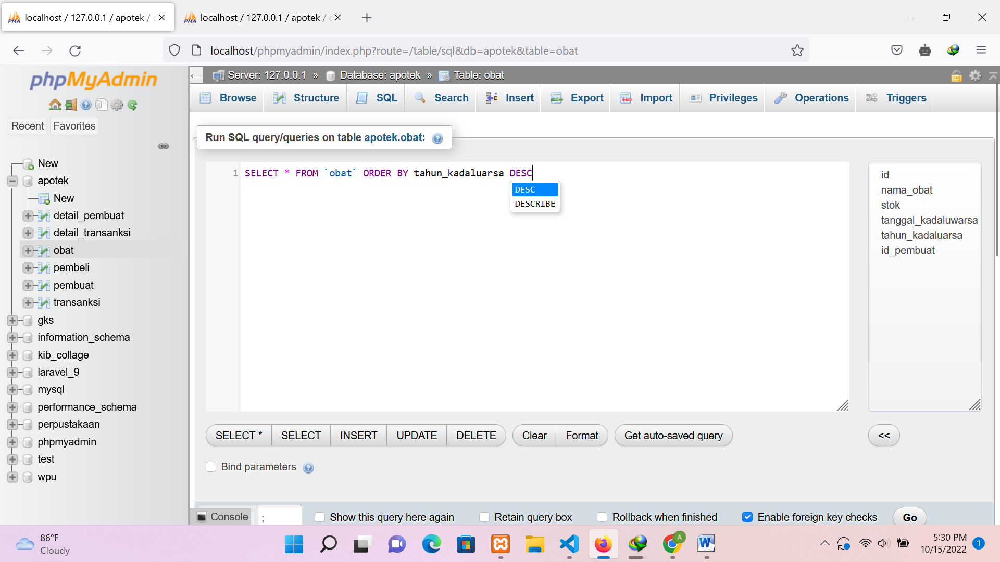 localhost / 127.0.0.1 / apotek /
localhost / 127.0.0.1 / apotek /
localhost/phpmyadmin/index.php?route=/table/sql&db=apotek&table=obat
phpMyAdmin
Recent
Favorites
New
apotek
New
detail_pembuat
detail_transanksi
obat
pembeli
pembuat
transanksi
gks
information_schema
kib_collage
laravel_9
mysql
performance_schema
perpustakaan
phpmyadmin
test
wpu
Server: 127.0.0.1 » Database: apotek » Table: obat
Browse
Structure
SQL
Search
Insert
Export
Import
Privileges
Operations
Triggers
Run SQL query/queries on table apotek.obat:
1 SELECT * FROM `obat` ORDER BY tahun_kadaluarsa DESC
DESC
DESCRIBE
id
nama_obat
stok
tanggal_kadaluwarsa
tahun_kadaluarsa
id_pembuat
SELECT *
SELECT
INSERT
UPDATE
DELETE
Clear
Format
Get auto-saved query
<<
Bind parameters
Console
;
Show this query here again
Retain query box
Rollback when finished
Enable foreign key checks
Go
86°F
Cloudy
A
5:30 PM
10/15/2022
1